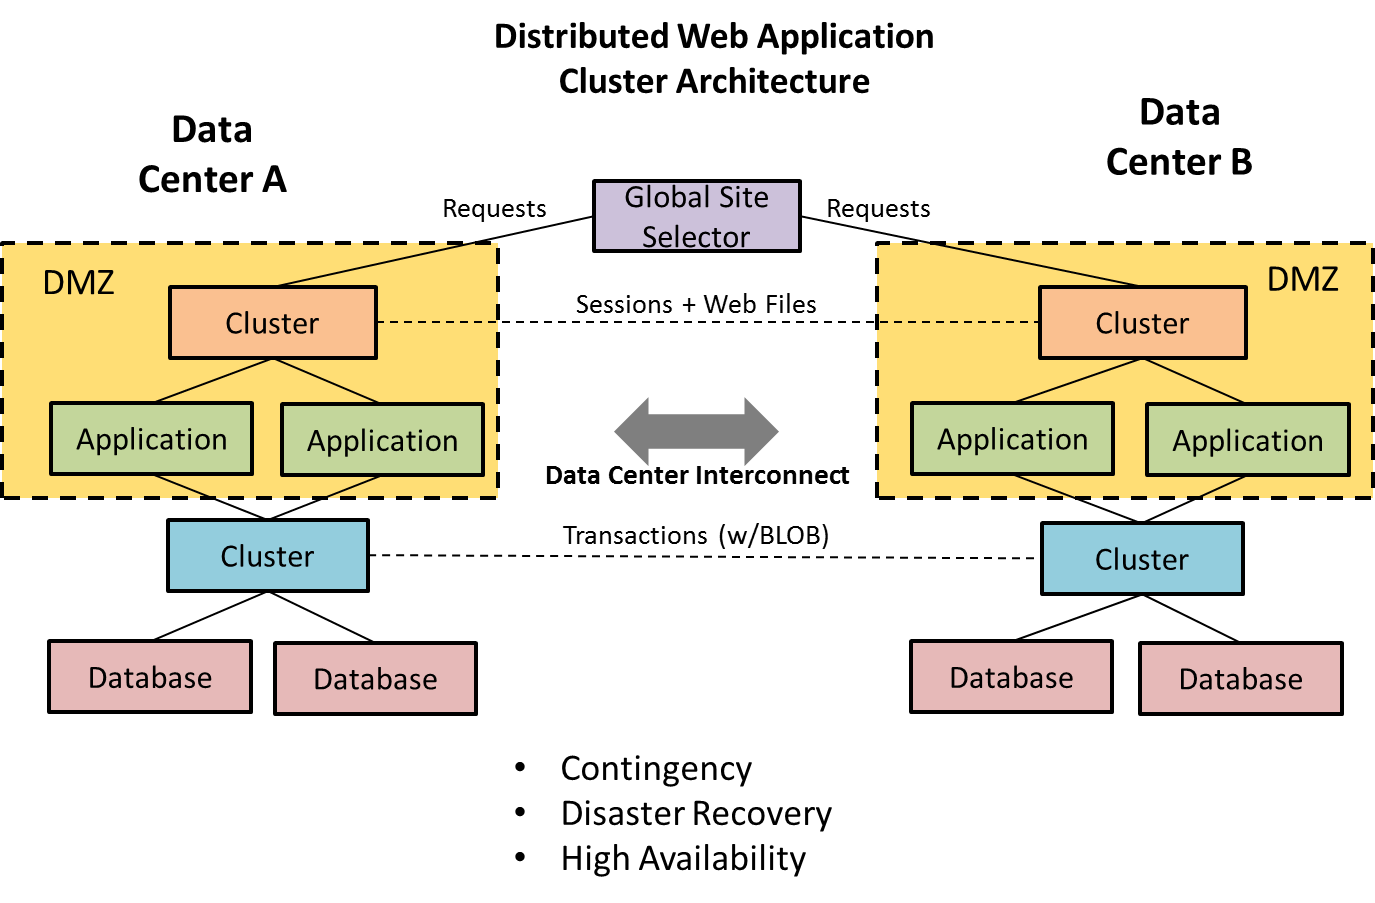 Distributed Web Application
Cluster Architecture
Data
Center A
Data
Center B
Global Site
Selector
Requests
Requests
DMZ
DMZ
Cluster
Sessions + Web Files
Cluster
Application
Application
Application
Application
Data Center Interconnect
Transactions (w/BLOB)
Cluster
Cluster
Database
Database
Database
Database
• Contingency
• Disaster Recovery
• High Availability